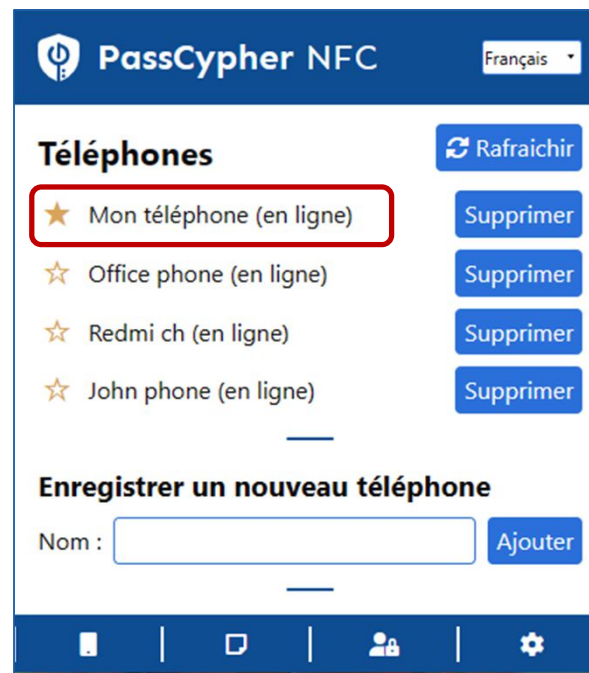 PassCypher NFC
Français
Téléphones
Rafraichir
Mon téléphone (en ligne)
Supprimer
Office phone (en ligne)
Supprimer
Redmi ch (en ligne)
Supprimer
John phone (en ligne)
Supprimer
Enregistrer un nouveau téléphone
Nom :
Ajouter